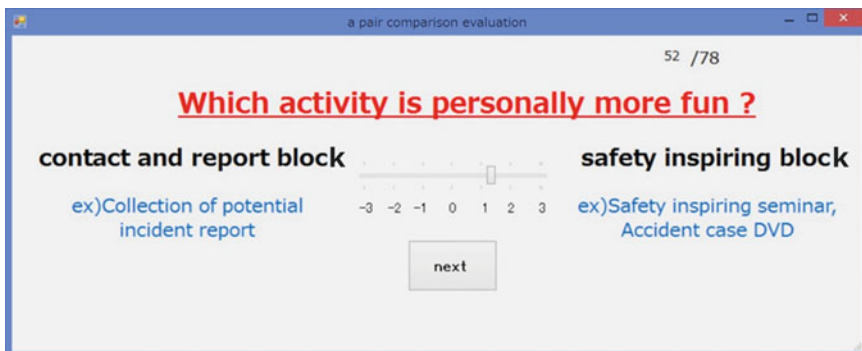 a pair comparison evaluation
52 /78
Which activity is personally more fun ?
contact and report block
safety inspiring block
ex)Collection of potential
incident report
-3 -2 -1 0 1 2 3
ex)Safety inspiring seminar,
Accident case DVD
next